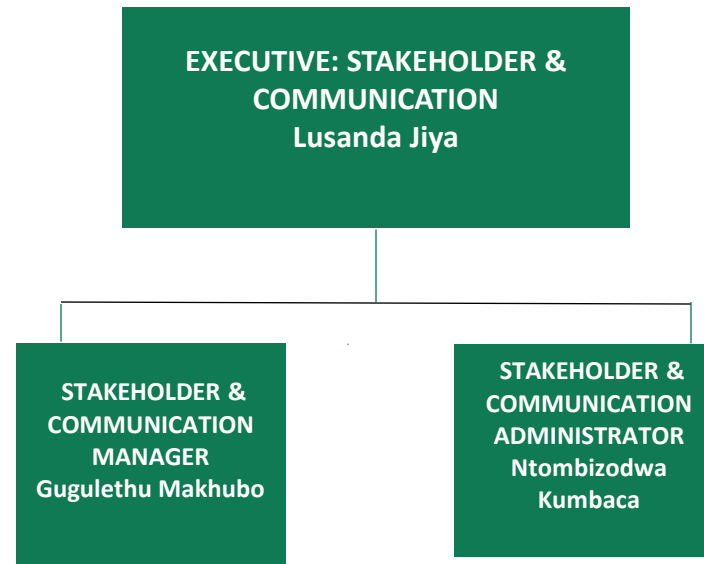 EXECUTIVE: STAKEHOLDER &
COMMUNICATION
Lusanda Jiya
STAKEHOLDER &
COMMUNICATION
MANAGER
Gugulethu Makhubo
STAKEHOLDER &
COMMUNICATION
ADMINISTRATOR
Ntombizodwa
Kumbaca